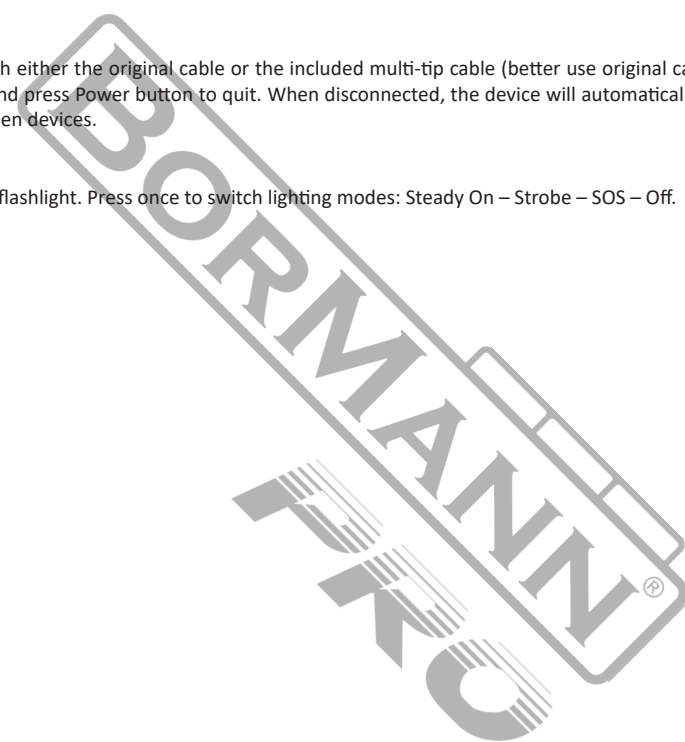 h either the original cable or the included multi-tip cable (better use original ca
nd press Power button to quit. When disconnected, the device will automatical
en devices.
flashlight. Press once to switch lighting modes: Steady On – Strobe – SOS – Off.
BORMANN®
PRO